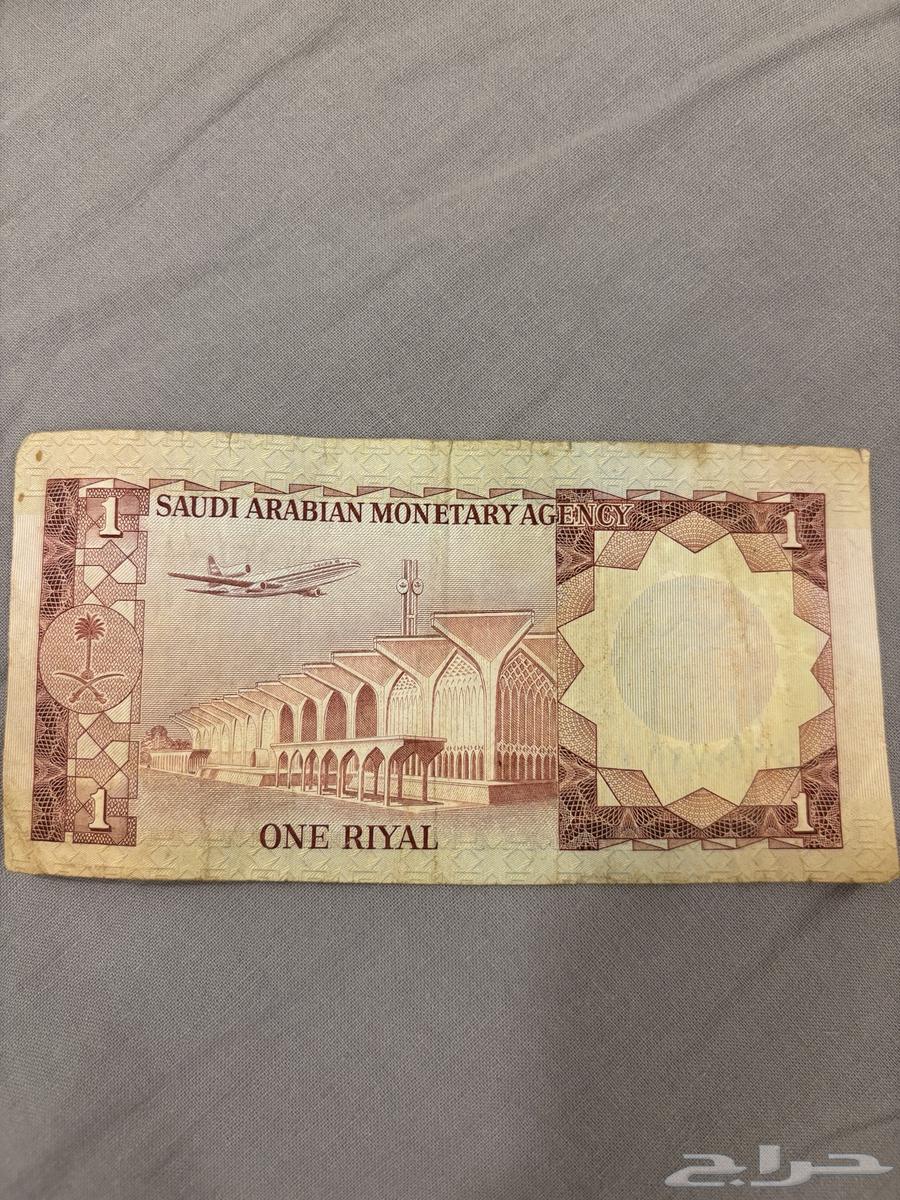 1
SAUDI ARABIAN MONETARY AGENCY
1
1
ONE RIYAL
1
حراج